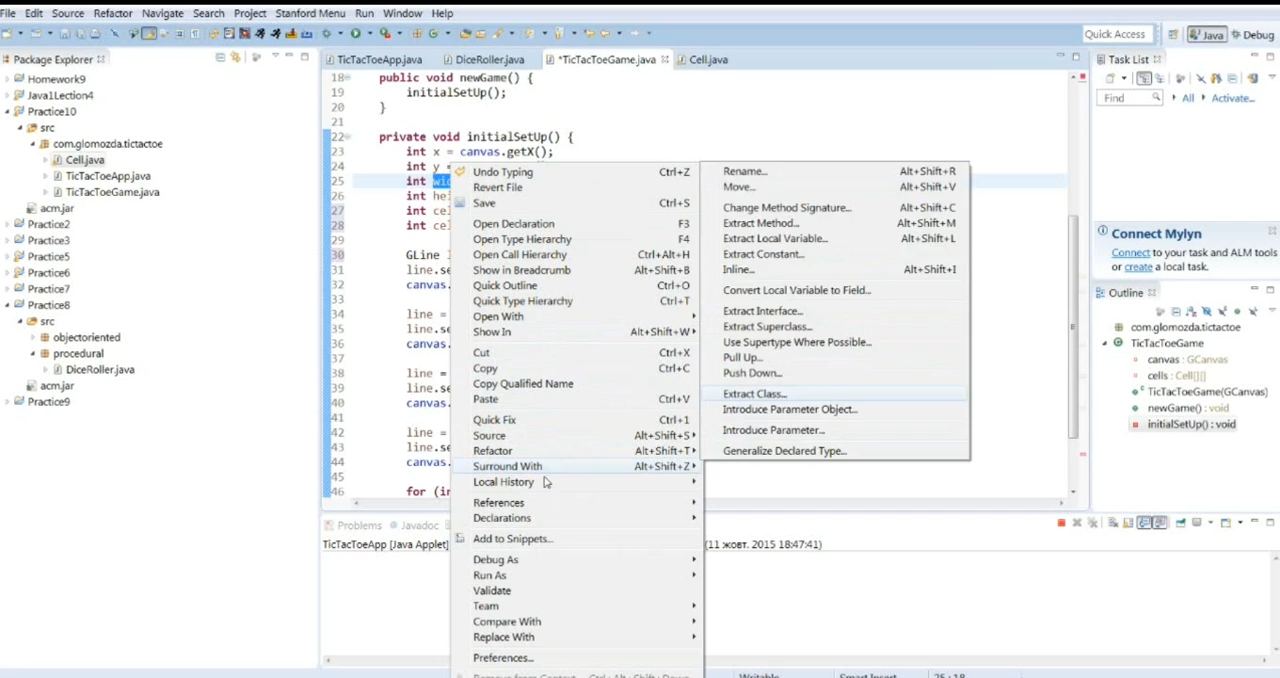 File Edit Source Refactor Navigate Search Project Stanford Menu Run Window Help
Quick Access Java Debug
Package Explorer
Homework9
Java1Lection4
Practice10
src
com.glomozda.tictactoe
Cell.java
TicTacToeApp.java
TicTacToeGame.java
acm.jar
Practice2
Practice3
Practice5
Practice6
Practice7
Practice8
src
objectoriented
procedural
DiceRoller.java
acm.jar
Practice9
TicTacToeApp.java DiceRoller.java *TicTacToeGame.java Cell.java
18 public void newGame() {
19 initialSetUp();
20 }
21
22 private void initialSetUp() {
23 int x = canvas.getX();
24 int y =
25 int wid
26 int hei
27 int cel
28 int cel
29
30 GLine
31 line.se
32 canvas.
33
34 line =
35 line.se
36 canvas.
37
38 line =
39 line.se
40 canvas.
41
42 line =
43 line.se
44 canvas.
45
46 for (in
Undo Typing Ctrl+Z
Revert File
Save Ctrl+S
Open Declaration F3
Open Type Hierarchy F4
Open Call Hierarchy Ctrl+Alt+H
Show in Breadcrumb Alt+Shift+B
Quick Outline Ctrl+O
Quick Type Hierarchy Ctrl+T
Open With
Show In Alt+Shift+W
Cut Ctrl+X
Copy Ctrl+C
Copy Qualified Name
Paste Ctrl+V
Quick Fix Ctrl+1
Source Alt+Shift+S
Refactor Alt+Shift+T
Surround With Alt+Shift+Z
Local History
References
Declarations
Add to Snippets...
Debug As
Run As
Validate
Team
Compare With
Replace With
Preferences...
Remove from Context Ctrl+Alt+Shift+Down
Rename... Alt+Shift+R
Move... Alt+Shift+V
Change Method Signature... Alt+Shift+C
Extract Method... Alt+Shift+M
Extract Local Variable... Alt+Shift+L
Extract Constant...
Inline... Alt+Shift+I
Convert Local Variable to Field...
Extract Interface...
Extract Superclass...
Use Supertype Where Possible...
Pull Up...
Push Down...
Extract Class...
Introduce Parameter Object...
Introduce Parameter...
Generalize Declared Type...
Task List
Find All Activate...
Connect Mylyn
Connect to your task and ALM tools
or create a local task.
Outline
com.glomozda.tictactoe
TicTacToeGame
canvas : GCanvas
cells : Cell[][]
TicTacToeGame(GCanvas)
newGame() : void
initialSetUp() : void
Problems Javadoc
TicTacToeApp [Java Applet] (11 жовт. 2015 18:47:41)
Writable Smart Insert 25 : 18